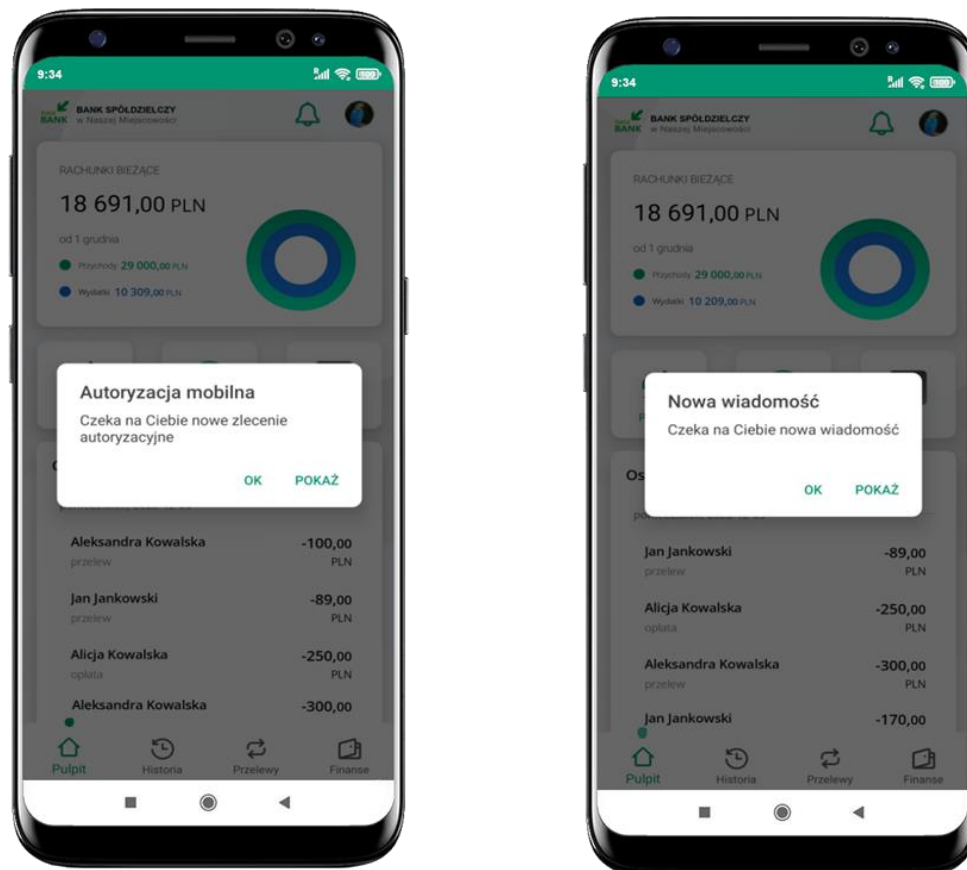 9:34
BANK SPÓŁDZIELCZY
BANK w Naszej Miejscowości
RACHUNKI BIEŻĄCE
18 691,00 PLN
od 1 grudnia
Przychody 29 000,00 PLN
Wydatki 10 309,00 PLN
Autoryzacja mobilna
Czeka na Ciebie nowe zlecenie
autoryzacyjne
OK POKAŻ
Aleksandra Kowalska -100,00
przelew PLN
Jan Jankowski -89,00
przelew PLN
Alicja Kowalska -250,00
opłata PLN
Aleksandra Kowalska -300,00
Pulpit Historia Przelewy Finanse
9:34
BANK SPÓŁDZIELCZY
BANK w Naszej Miejscowości
RACHUNKI BIEŻĄCE
18 691,00 PLN
od 1 grudnia
Przychody 29 000,00 PLN
Wydatki 10 209,00 PLN
Nowa wiadomość
Czeka na Ciebie nowa wiadomość
OK POKAŻ
Os
Jan Jankowski -89,00
przelew PLN
Alicja Kowalska -250,00
opłata PLN
Aleksandra Kowalska -300,00
przelew PLN
Jan Jankowski -170,00
Pulpit Historia Przelewy Finanse